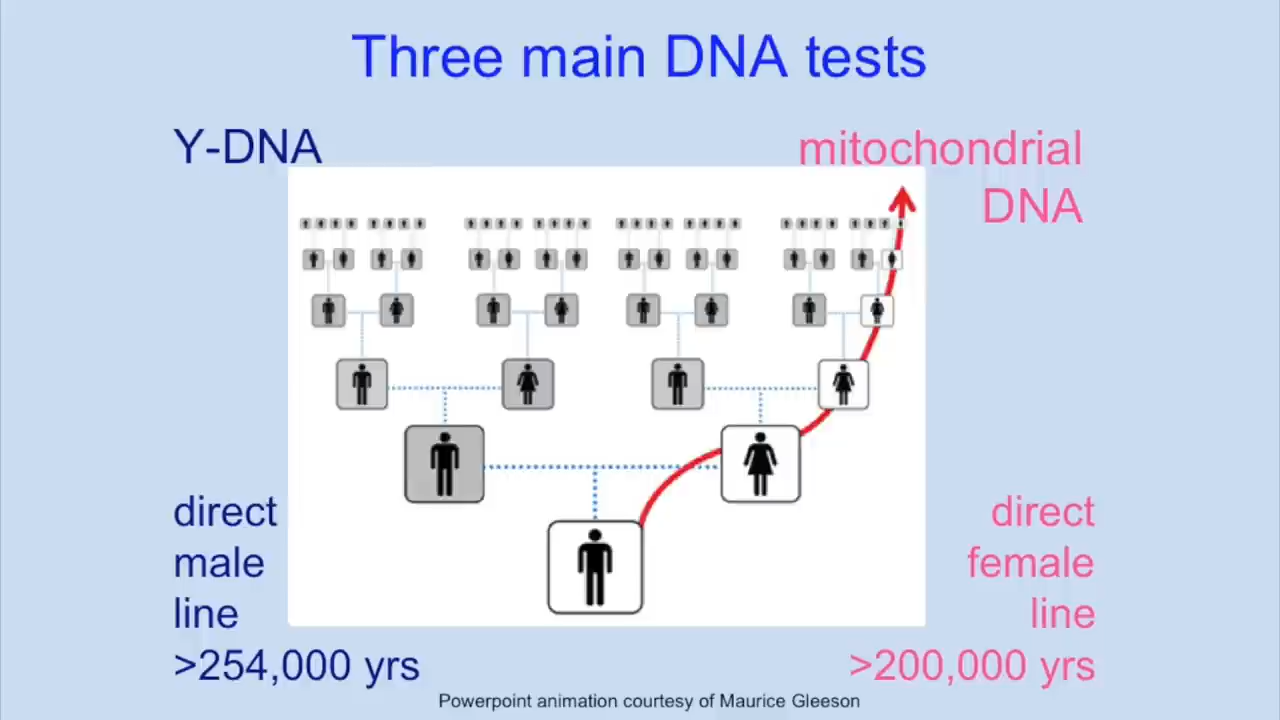 Three main DNA tests
Y-DNA
mitochondrial
DNA
direct
male
line
>254,000 yrs
direct
female
line
>200,000 yrs
Powerpoint animation courtesy of Maurice Gleeson